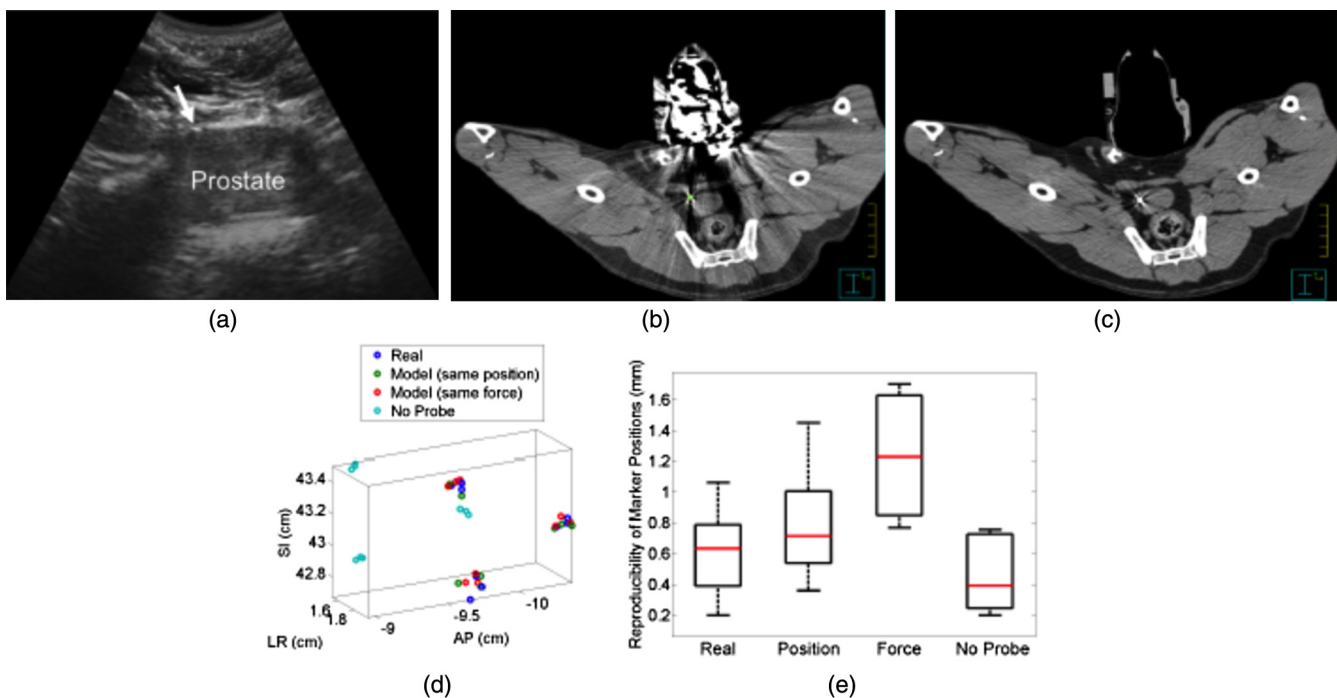 Prostate
(a)
(b)
(c)
Real
Model (same position)
Model (same force)
No Probe
43.4
43.2
43
42.8
SI (cm)
1.6
1.8
LR (cm)
-9
-9.5
-10
AP (cm)
(d)
Reproducibility of Marker Positions (mm)
1.6
1.4
1.2
1
0.8
0.6
0.4
0.2
Real
Position
Force
No Probe
(e)